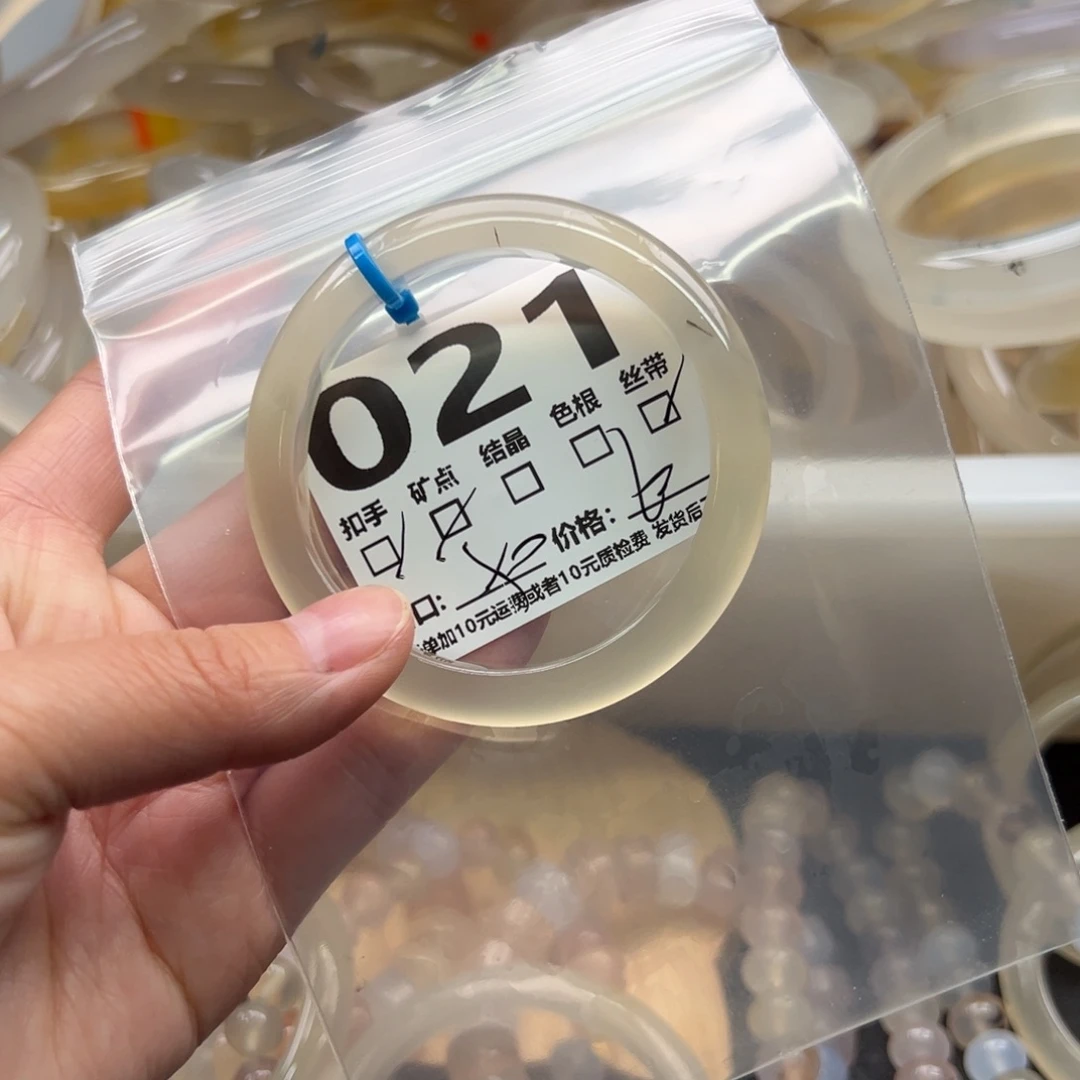 021
扣手 矿点 结晶 色根 丝带
口: 价格:
单加10元运费或者10元质检费 发货后